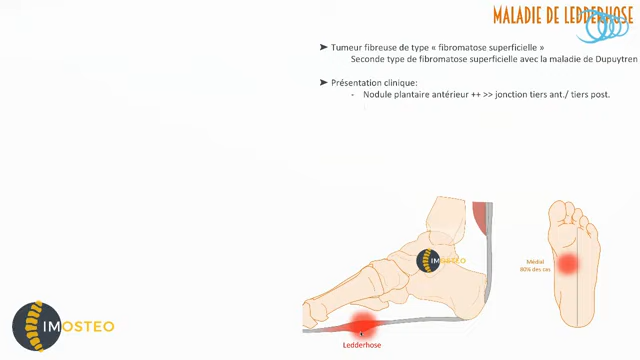 MALADIE DE LEDDERHOSE
➤ Tumeur fibreuse de type « fibromatose superficielle »
Seconde type de fibromatose superficielle avec la maladie de Dupuytren
➤ Présentation clinique:
- Nodule plantaire antérieur ++ >> jonction tiers ant./ tiers post.
IMOSTEO
Médial
80% des cas
Ledderhose
IMOSTEO